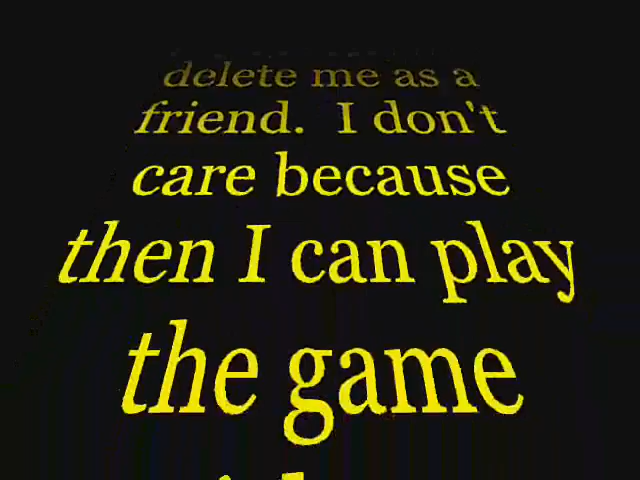 delete me as a
friend. I don't
care because
then I can play
the game